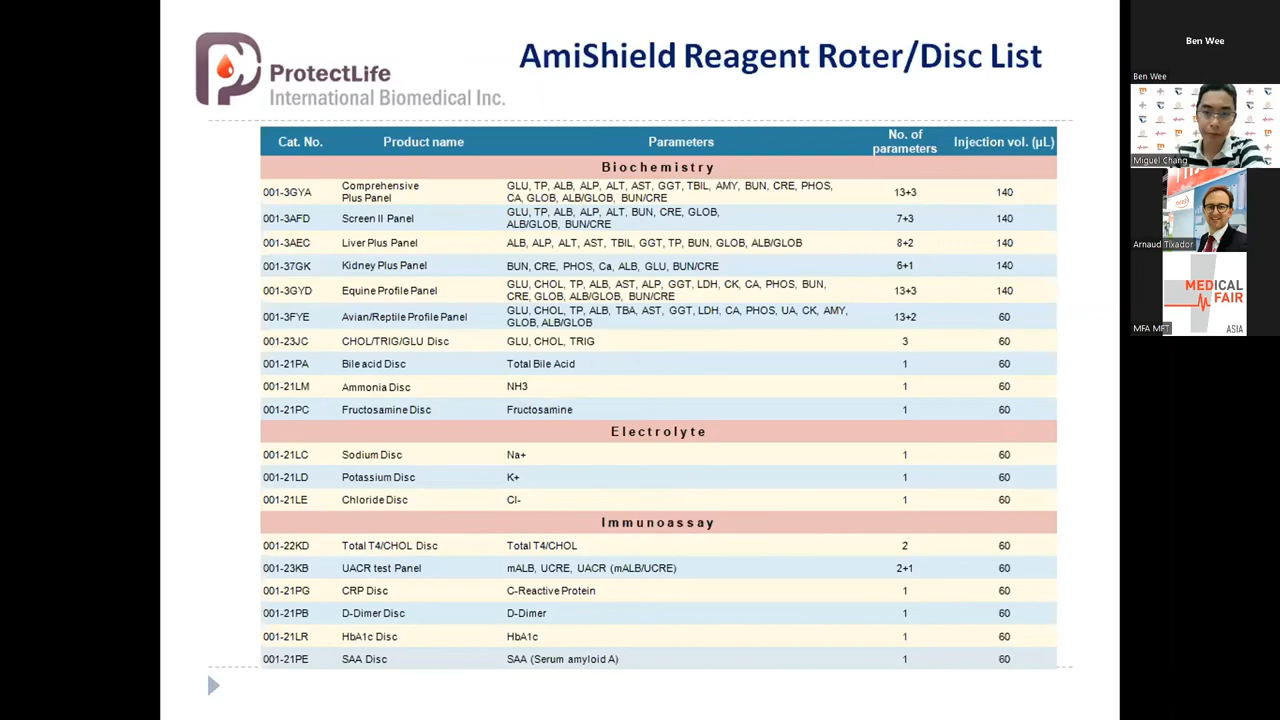 ProtectLife
International Biomedical Inc.
AmiShield Reagent Roter/Disc List
Cat. No. Product name Parameters No. of parameters Injection vol. (µL)
Biochemistry
001-3GYA Comprehensive Plus Panel GLU, TP, ALB, ALP, ALT, AST, GGT, TBIL, AMY, BUN, CRE, PHOS, CA, GLOB, ALB/GLOB, BUN/CRE 13+3 140
001-3AFD Screen II Panel GLU, TP, ALB, ALP, ALT, BUN, CRE, GLOB, ALB/GLOB, BUN/CRE 7+3 140
001-3AEC Liver Plus Panel ALB, ALP, ALT, AST, TBIL, GGT, TP, BUN, GLOB, ALB/GLOB 8+2 140
001-37GK Kidney Plus Panel BUN, CRE, PHOS, Ca, ALB, GLU, BUN/CRE 6+1 140
001-3GYD Equine Profile Panel GLU, CHOL, TP, ALB, AST, ALP, GGT, LDH, CK, CA, PHOS, BUN, CRE, GLOB, ALB/GLOB, BUN/CRE 13+3 140
001-3FYE Avian/Reptile Profile Panel GLU, CHOL, TP, ALB, TBA, AST, GGT, LDH, CA, PHOS, UA, CK, AMY, GLOB, ALB/GLOB 13+2 60
001-23JC CHOL/TRIG/GLU Disc GLU, CHOL, TRIG 3 60
001-21PA Bile acid Disc Total Bile Acid 1 60
001-21LM Ammonia Disc NH3 1 60
001-21PC Fructosamine Disc Fructosamine 1 60
Electrolyte
001-21LC Sodium Disc Na+ 1 60
001-21LD Potassium Disc K+ 1 60
001-21LE Chloride Disc Cl- 1 60
Immunoassay
001-22KD Total T4/CHOL Disc Total T4/CHOL 2 60
001-23KB UACR test Panel mALB, UCRE, UACR (mALB/UCRE) 2+1 60
001-21PG CRP Disc C-Reactive Protein 1 60
001-21PB D-Dimer Disc D-Dimer 1 60
001-21LR HbA1c Disc HbA1c 1 60
001-21PE SAA Disc SAA (Serum amyloid A) 1 60
Ben Wee
Ben Wee
Miguel Chang
Arnaud Tixador
MEDICAL
FAIR
ASIA
MFA MFT